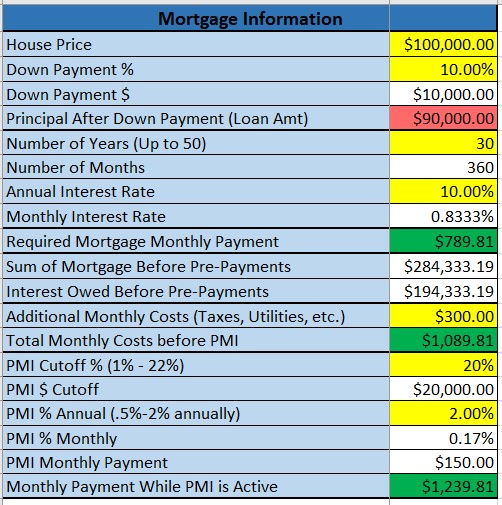 Mortgage Information
House Price $100,000.00
Down Payment % 10.00%
Down Payment $ $10,000.00
Principal After Down Payment (Loan Amt) $90,000.00
Number of Years (Up to 50) 30
Number of Months 360
Annual Interest Rate 10.00%
Monthly Interest Rate 0.8333%
Required Mortgage Monthly Payment $789.81
Sum of Mortgage Before Pre-Payments $284,333.19
Interest Owed Before Pre-Payments $194,333.19
Additional Monthly Costs (Taxes, Utilities, etc.) $300.00
Total Monthly Costs before PMI $1,089.81
PMI Cutoff % (1% - 22%) 20%
PMI $ Cutoff $20,000.00
PMI % Annual (.5%-2% annually) 2.00%
PMI % Monthly 0.17%
PMI Monthly Payment $150.00
Monthly Payment While PMI is Active $1,239.81